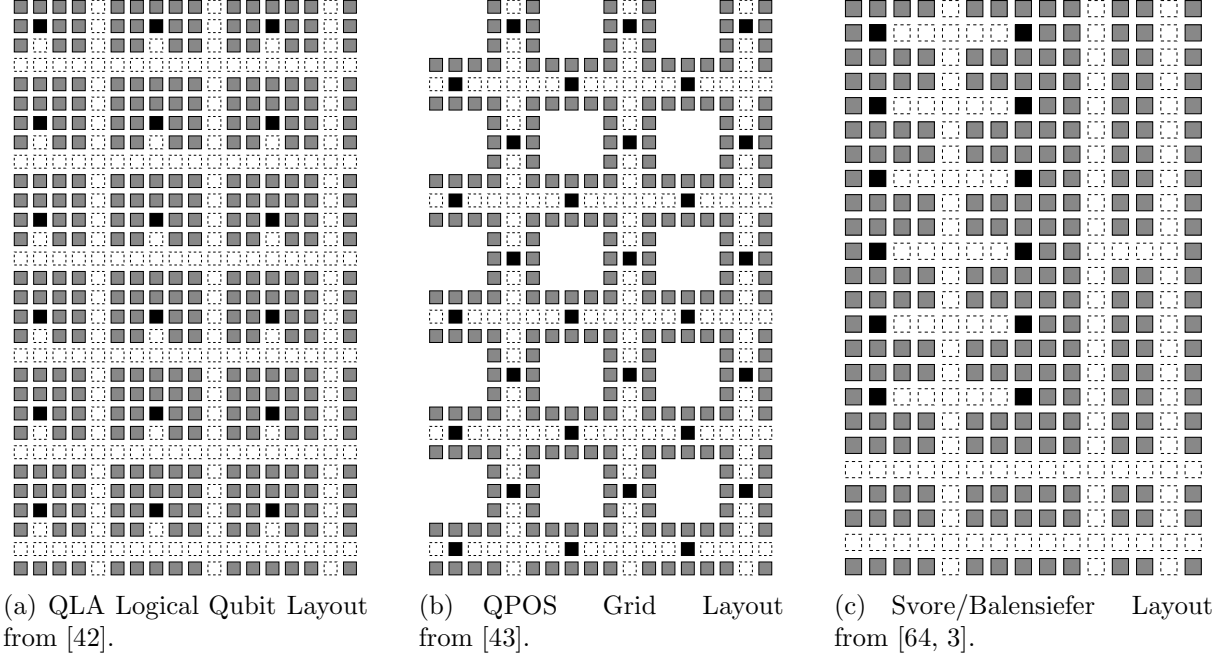 (a) QLA Logical Qubit Layout
from [42].
(b) QPOS Grid Layout
from [43].
(c) Svore/Balensiefer Layout
from [64, 3].